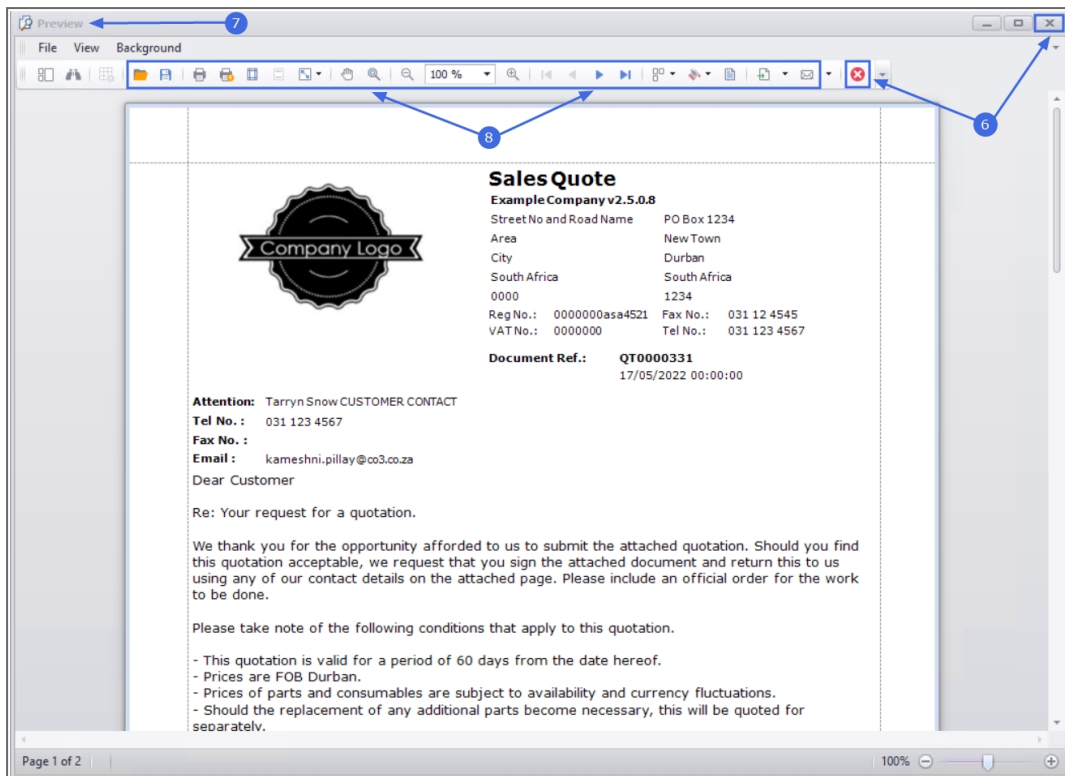 Preview
7
File View Background
100 %
8
6
Sales Quote
Example Company v2.5.0.8
Company Logo
Street No and Road Name PO Box 1234
Area New Town
City Durban
South Africa South Africa
0000 1234
Reg No.: 0000000asa4521 Fax No.: 031 12 4545
VAT No.: 0000000 Tel No.: 031 123 4567
Document Ref.: QT0000331
17/05/2022 00:00:00
Attention: Tarryn Snow CUSTOMER CONTACT
Tel No. : 031 123 4567
Fax No. :
Email : kameshni.pillay@co3.co.za
Dear Customer
Re: Your request for a quotation.
We thank you for the opportunity afforded to us to submit the attached quotation. Should you find
this quotation acceptable, we request that you sign the attached document and return this to us
using any of our contact details on the attached page. Please include an official order for the work
to be done.
Please take note of the following conditions that apply to this quotation.
- This quotation is valid for a period of 60 days from the date hereof.
- Prices are FOB Durban.
- Prices of parts and consumables are subject to availability and currency fluctuations.
- Should the replacement of any additional parts become necessary, this will be quoted for
separately.
Page 1 of 2 100%